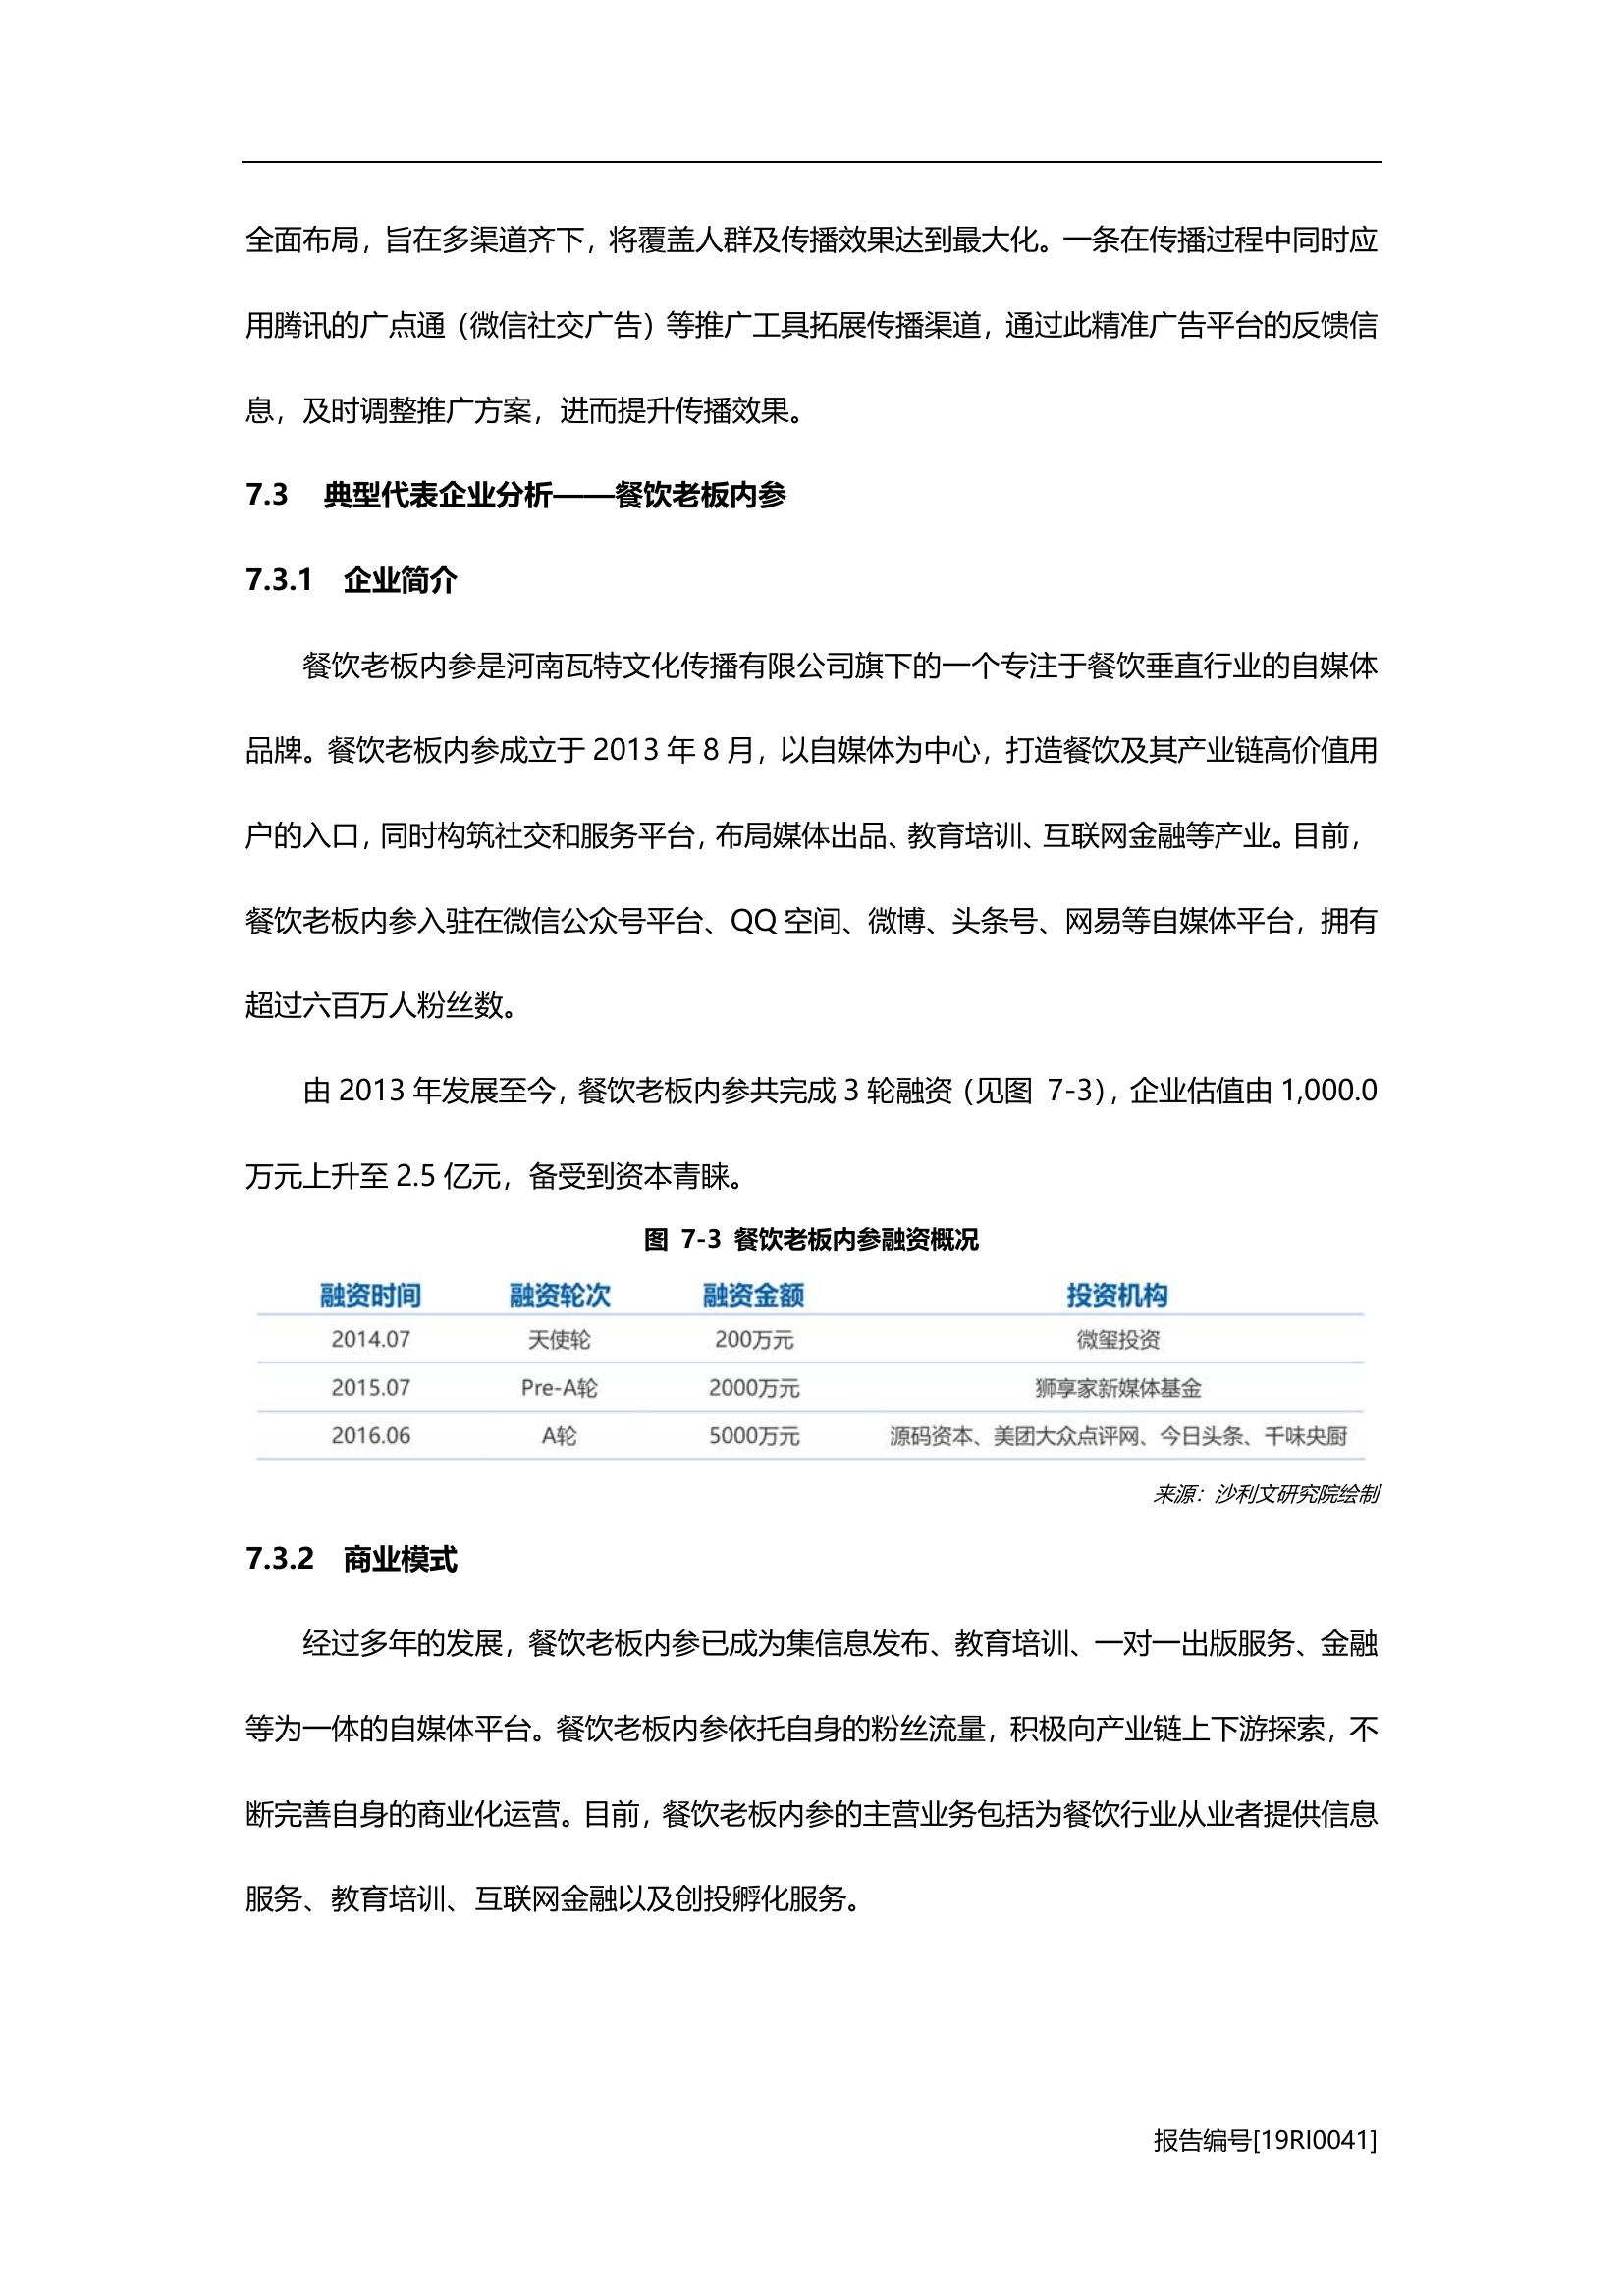 全面布局，旨在多渠道齐下，将覆盖人群及传播效果达到最大化。一条在传播过程中同时应
用腾讯的广点通（微信社交广告）等推广工具拓展传播渠道，通过此精准广告平台的反馈信
息，及时调整推广方案，进而提升传播效果。
7.3 典型代表企业分析——餐饮老板内参
7.3.1 企业简介
餐饮老板内参是河南瓦特文化传播有限公司旗下的一个专注于餐饮垂直行业的自媒体
品牌。餐饮老板内参成立于 2013 年 8 月，以自媒体为中心，打造餐饮及其产业链高价值用
户的入口，同时构筑社交和服务平台，布局媒体出品、教育培训、互联网金融等产业。目前，
餐饮老板内参入驻在微信公众号平台、QQ 空间、微博、头条号、网易等自媒体平台，拥有
超过六百万人粉丝数。
由 2013 年发展至今，餐饮老板内参共完成 3 轮融资（见图 7-3），企业估值由 1,000.0
万元上升至 2.5 亿元，备受到资本青睐。
图 7-3 餐饮老板内参融资概况
融资时间 融资轮次 融资金额 投资机构
2014.07 天使轮 200万元 微玺投资
2015.07 Pre-A轮 2000万元 狮享家新媒体基金
2016.06 A轮 5000万元 源码资本、美团大众点评网、今日头条、千味央厨
来源：沙利文研究院绘制
7.3.2 商业模式
经过多年的发展，餐饮老板内参已成为集信息发布、教育培训、一对一出版服务、金融
等为一体的自媒体平台。餐饮老板内参依托自身的粉丝流量，积极向产业链上下游探索，不
断完善自身的商业化运营。目前，餐饮老板内参的主营业务包括为餐饮行业从业者提供信息
服务、教育培训、互联网金融以及创投孵化服务。
报告编号[19RI0041]